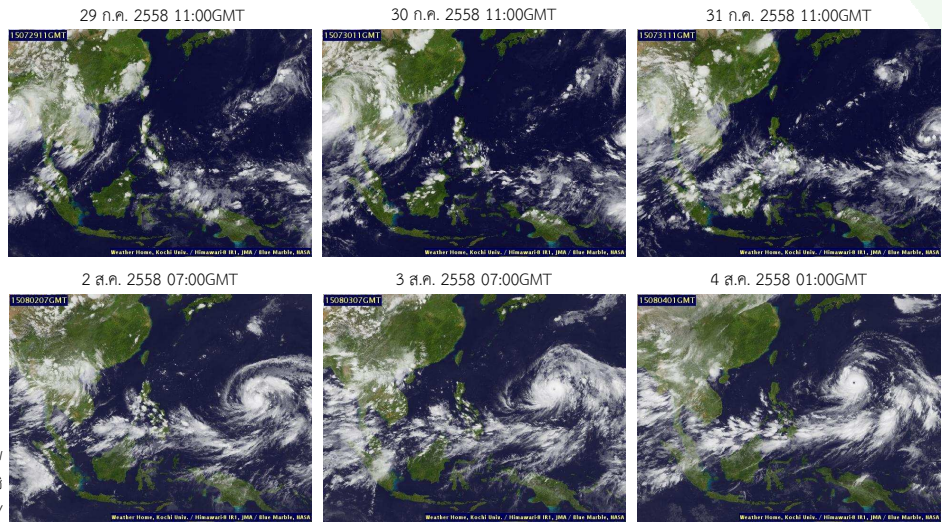 29 ก.ค. 2558 11:00GMT
30 ก.ค. 2558 11:00GMT
31 ก.ค. 2558 11:00GMT
15072911GMT
15073011GMT
15073111GMT
Weather Home, Kochi Univ. / Himawari-8 IR1, JMA / Blue Marble, NASA
Weather Home, Kochi Univ. / Himawari-8 IR1, JMA / Blue Marble, NASA
Weather Home, Kochi Univ. / Himawari-8 IR1, JMA / Blue Marble, NASA
2 ส.ค. 2558 07:00GMT
3 ส.ค. 2558 07:00GMT
4 ส.ค. 2558 01:00GMT
15080207GMT
15080307GMT
15080401GMT
Weather Home, Kochi Univ. / Himawari-8 IR1, JMA / Blue Marble, NASA
Weather Home, Kochi Univ. / Himawari-8 IR1, JMA / Blue Marble, NASA
Weather Home, Kochi Univ. / Himawari-8 IR1, JMA / Blue Marble, NASA